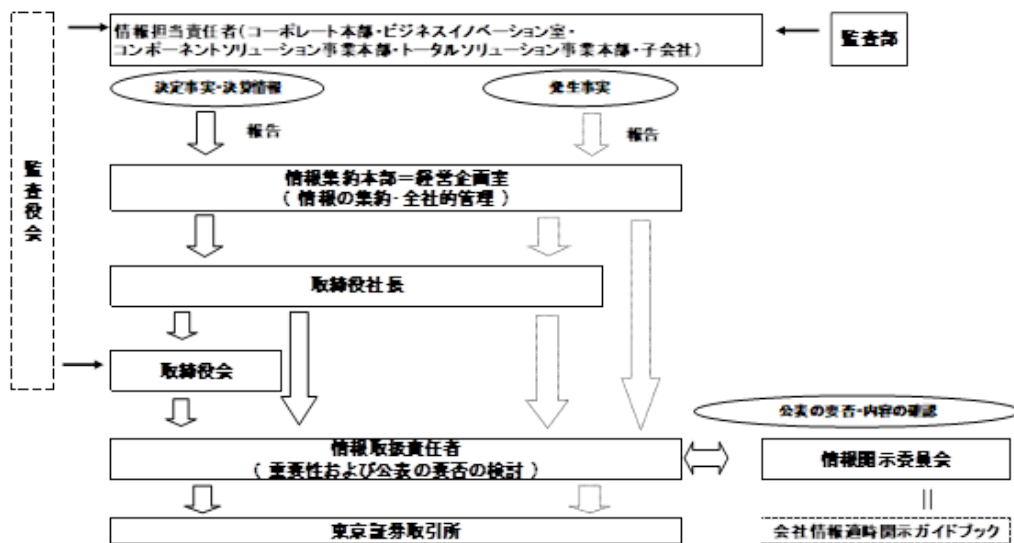 情報担当責任者(コーポレート本部・ビジネスイノベーション室・
コンポーネントソリューション事業本部・トータルソリューション事業本部・子会社)
監査部
決定事実・決算情報
発生事実
報告
報告
監査役会
情報集約本部=経営企画室
( 情報の集約・全社的管理 )
取締役社長
取締役会
公表の要否・内容の確認
情報取扱責任者
( 重要性および公表の要否の検討 )
情報開示委員会
東京証券取引所
会社情報適時開示ガイドブック